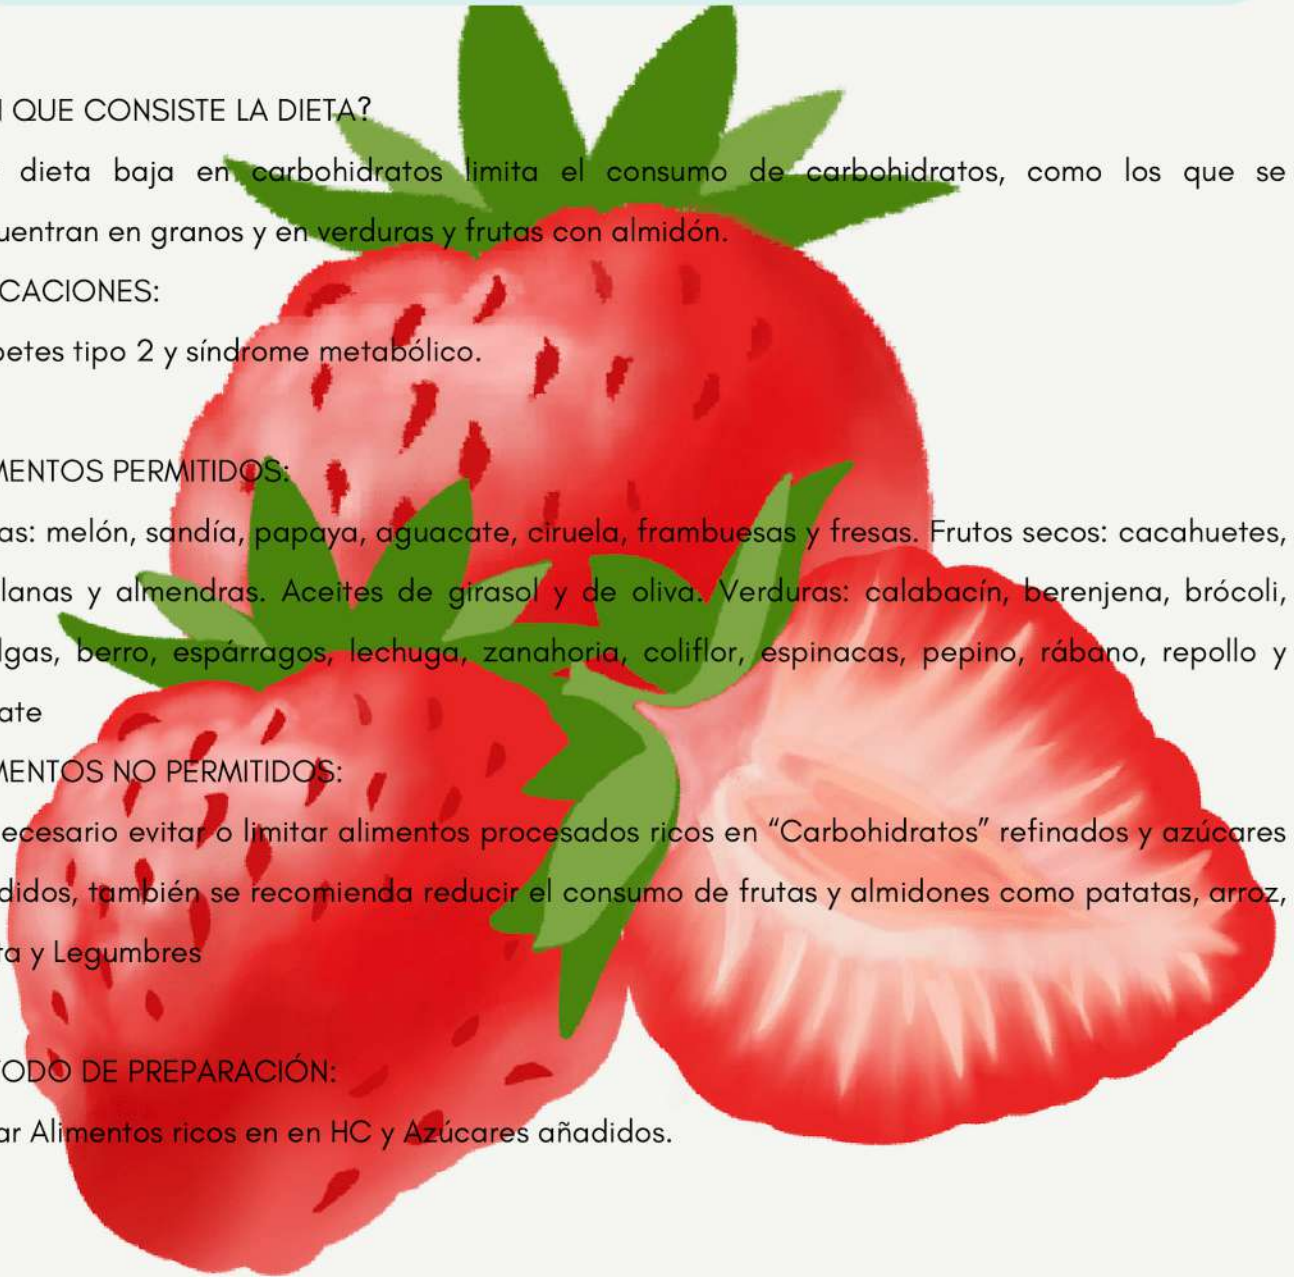 QUE CONSISTE LA DIETA?
dieta baja en carbohidratos limita el consumo de carbohidratos, como los que se
uentran en granos y en verduras y frutas con almidón.
CACIONES:
betes tipo 2 y síndrome metabólico.
MENTOS PERMITIDOS:
as: melón, sandía, papaya, aguacate, ciruela, frambuesas y fresas. Frutos secos: cacahuetes,
lanas y almendras. Aceites de girasol y de oliva. Verduras: calabacín, berenjena, brócoli,
lgas, berro, espárragos, lechuga, zanahoria, coliflor, espinacas, pepino, rábano, repollo y
ate
MENTOS NO PERMITIDOS:
ecesario evitar o limitar alimentos procesados ricos en “Carbohidratos” refinados y azúcares
didos, también se recomienda reducir el consumo de frutas y almidones como patatas, arroz,
ta y Legumbres
TODO DE PREPARACIÓN:
ar Alimentos ricos en en HC y Azúcares añadidos.